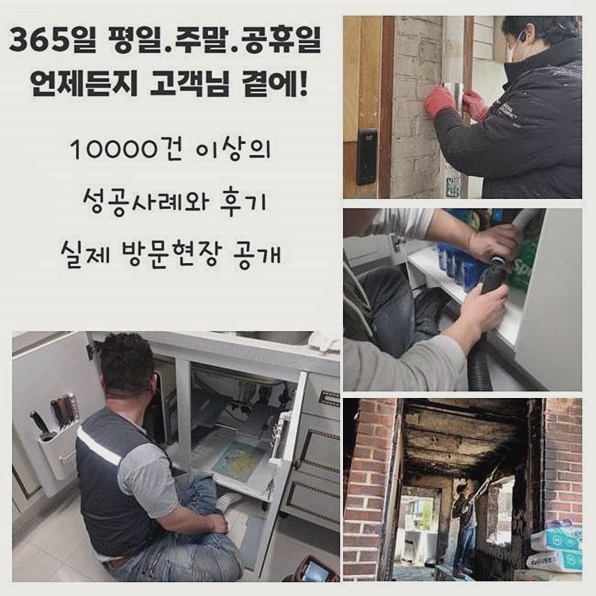 365일 평일.주말.공휴일
언제든지 고객님 곁에!
10000건 이상의
성공사례와 후기
실제 방문현장 공개